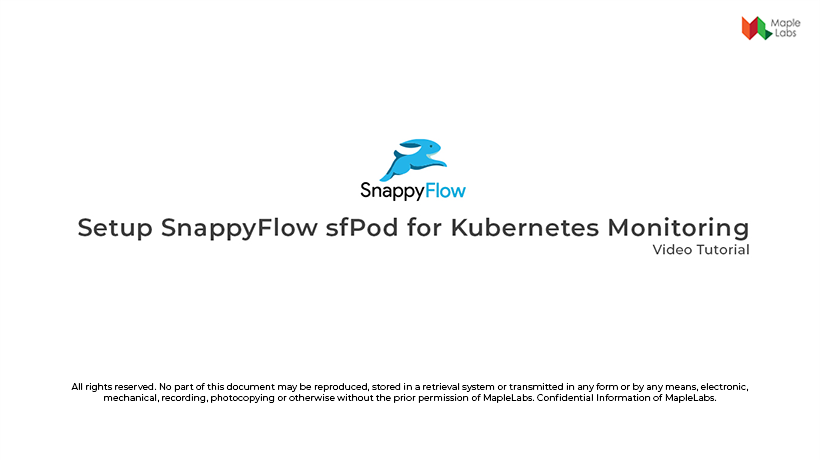 Maple
Labs
SnappyFlow
Setup SnappyFlow sfPod for Kubernetes Monitoring
Video Tutorial
All rights reserved. No part of this document may be reproduced, stored in a retrieval system or transmitted in any form or by any means, electronic,
mechanical, recording, photocopying or otherwise without the prior permission of MapleLabs. Confidential Information of MapleLabs.